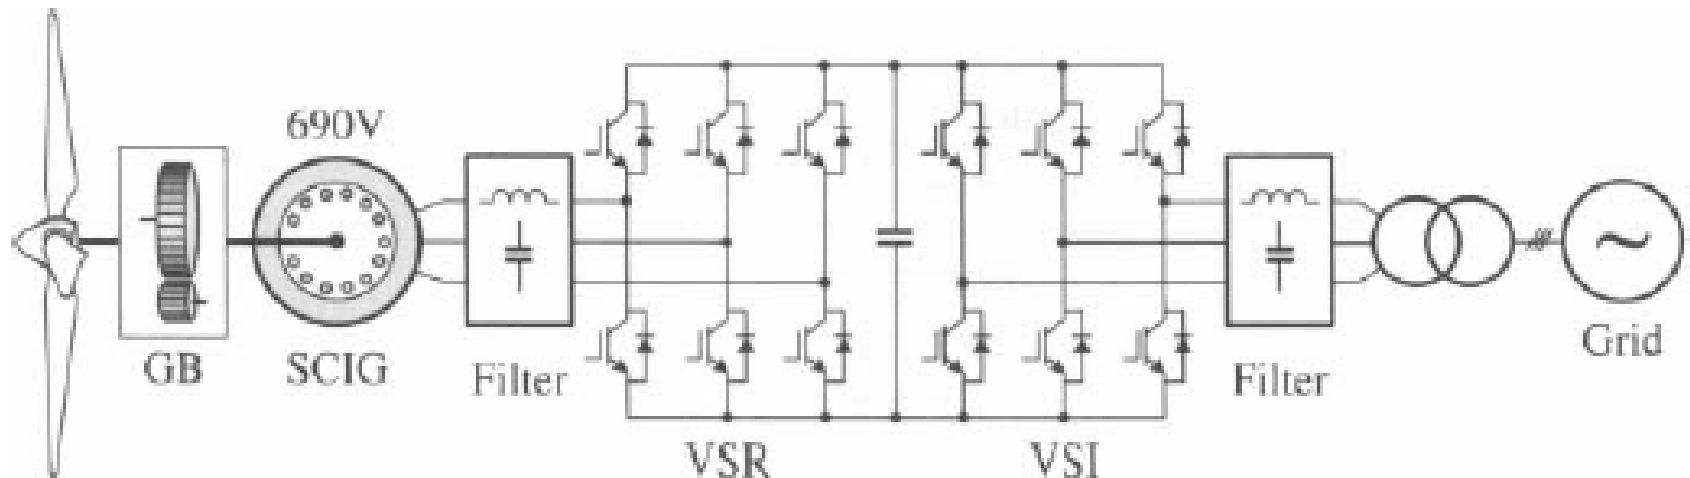 690V
GB
SCIG
Filter
VSR
VSI
Filter
Grid